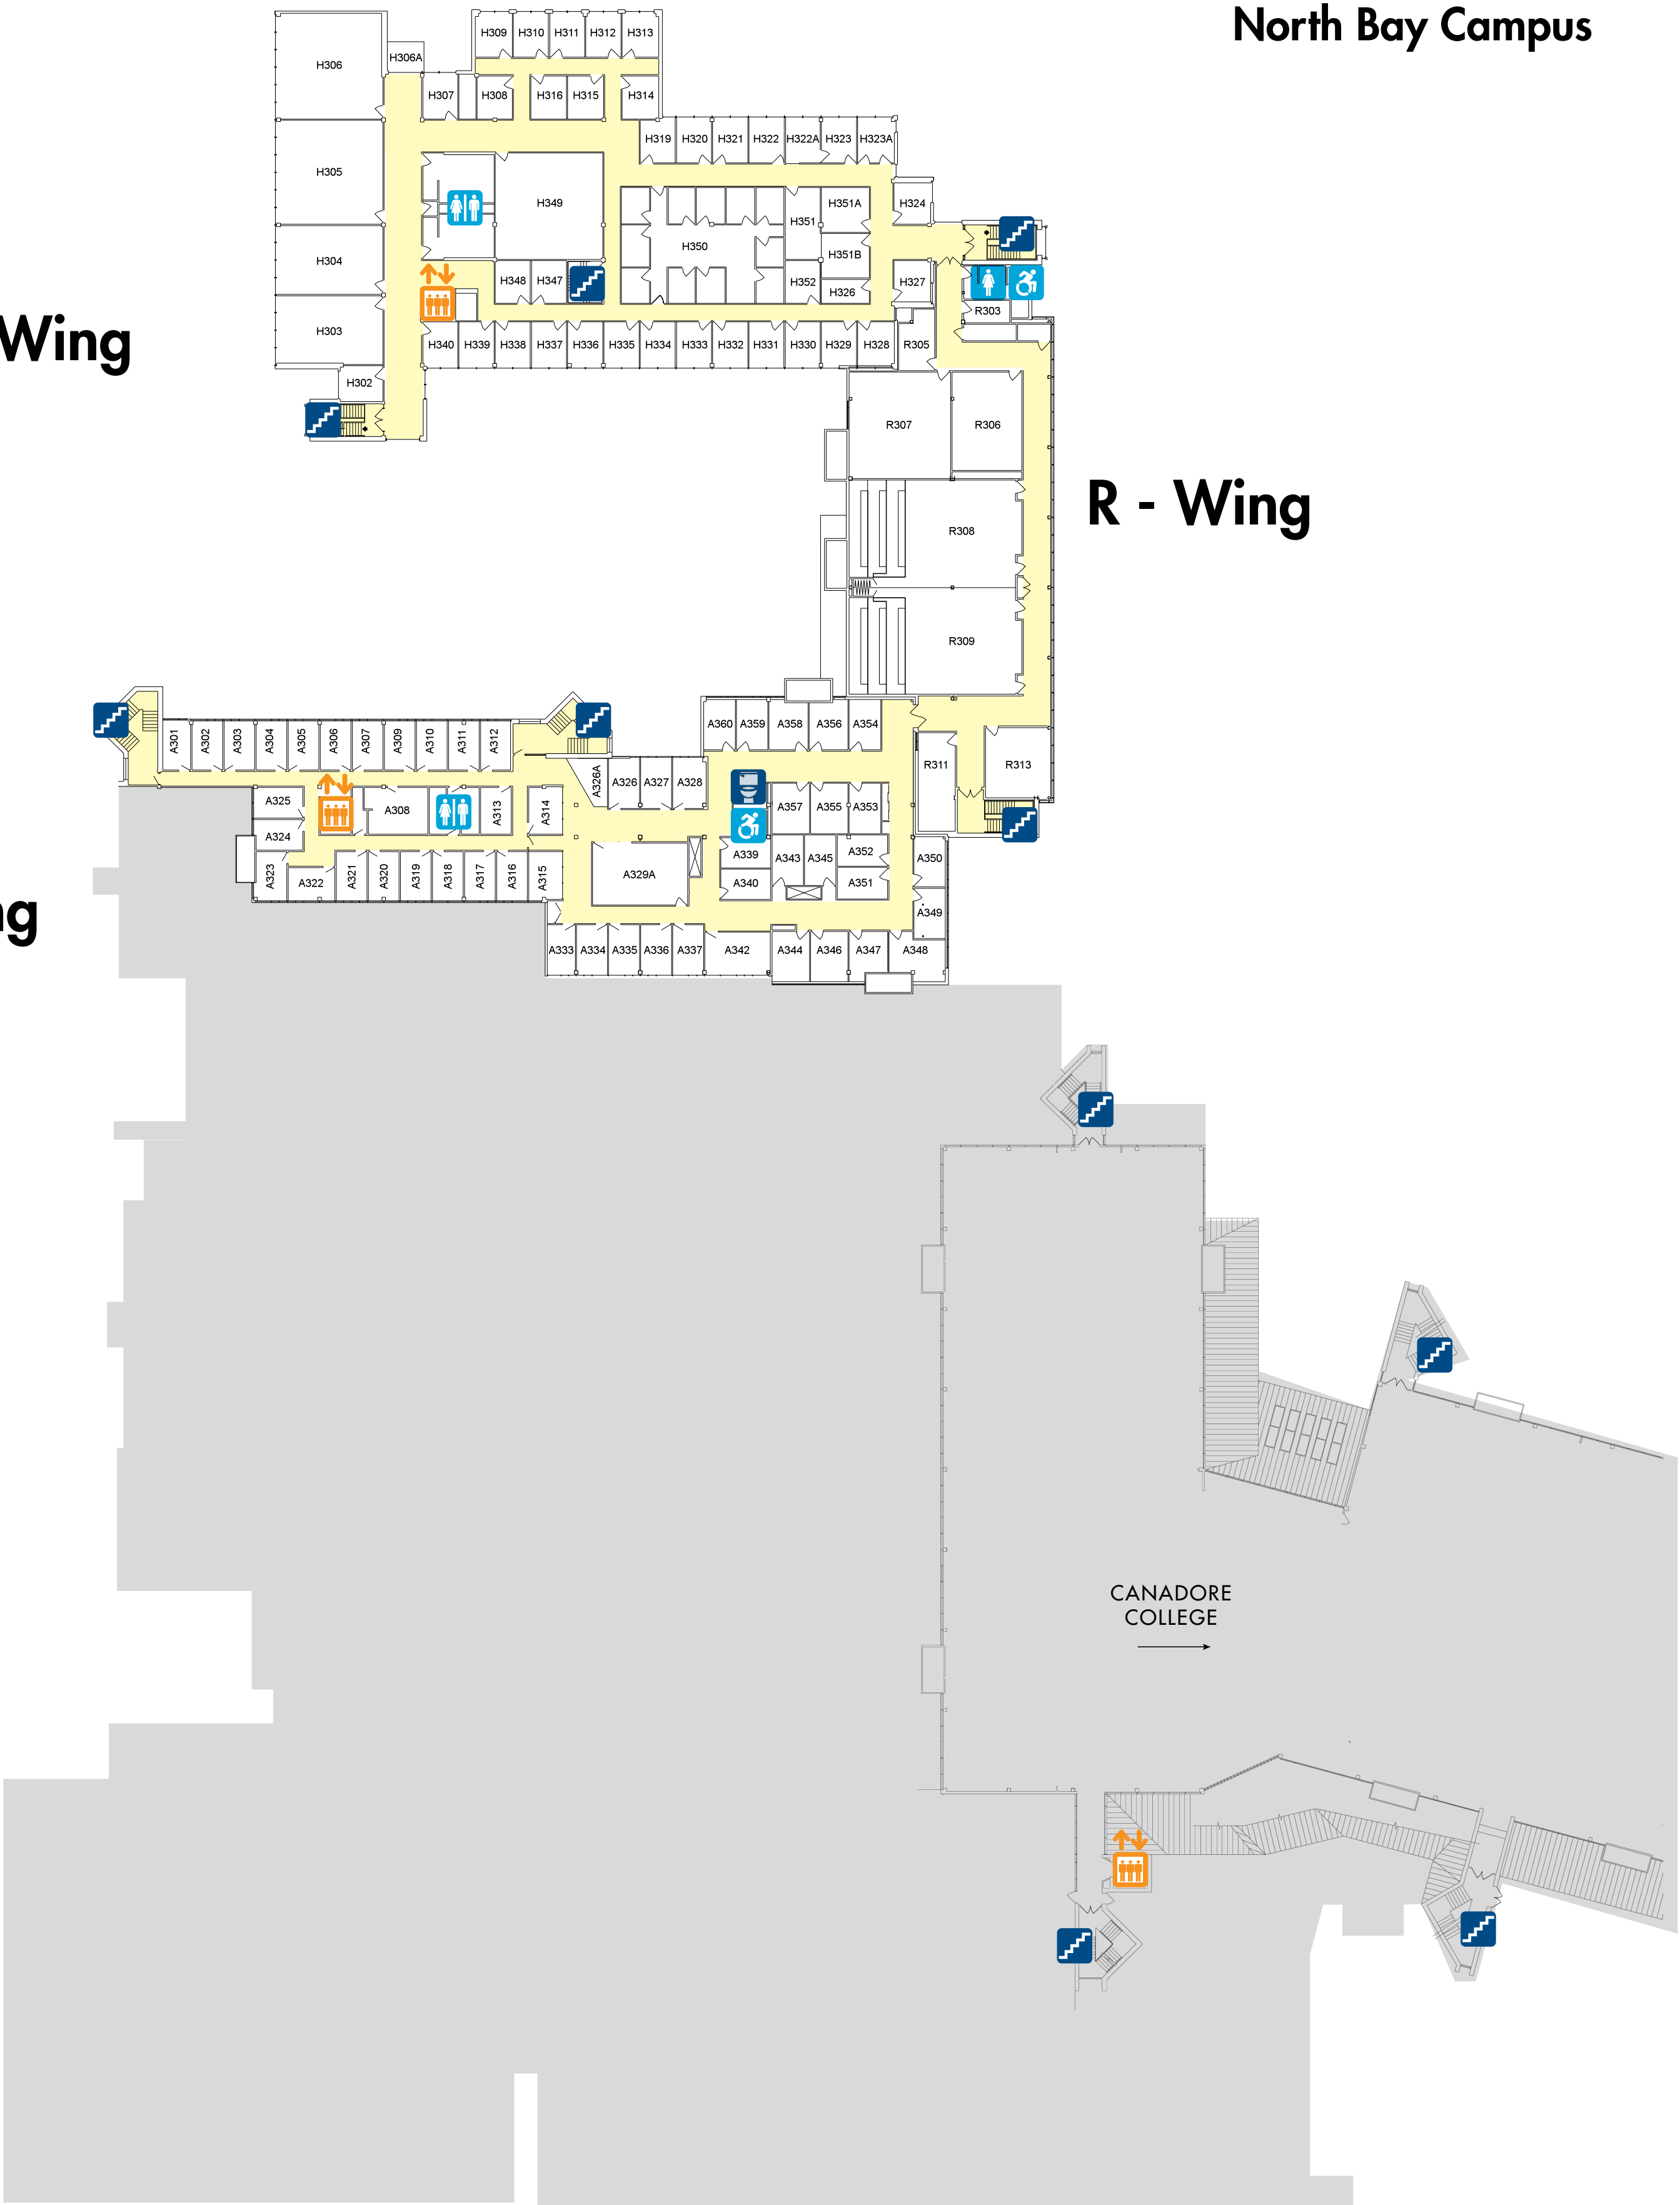 North Bay Campus
H309 H310 H311 H312 H313
H306 H306A
H307 H308 H316 H315 H314
H319 H320 H321 H322 H322A H323 H323A
H305
H349 H351 H351A H324
H304 H350 H351B
H348 H347 H352 H326 H327
R303
H303
Wing
H340 H339 H338 H337 H336 H335 H334 H333 H332 H331 H330 H329 H328 R305
H302
R307 R306
R - Wing
R308
R309
A360 A359 A358 A356 A354
A301 A302 A303 A304 A305 A306 A307 A309 A310 A311 A312
A326A A326 A327 A328
R311 R313
A325 A308 A313 A314 A357 A355 A353
A324
A339 A343 A345 A352 A350
A323 A322 A321 A320 A319 A318 A317 A316 A315 A329A A340 A351
ng
A349
A333 A334 A335 A336 A337 A342 A344 A346 A347 A348
CANADORE
COLLEGE